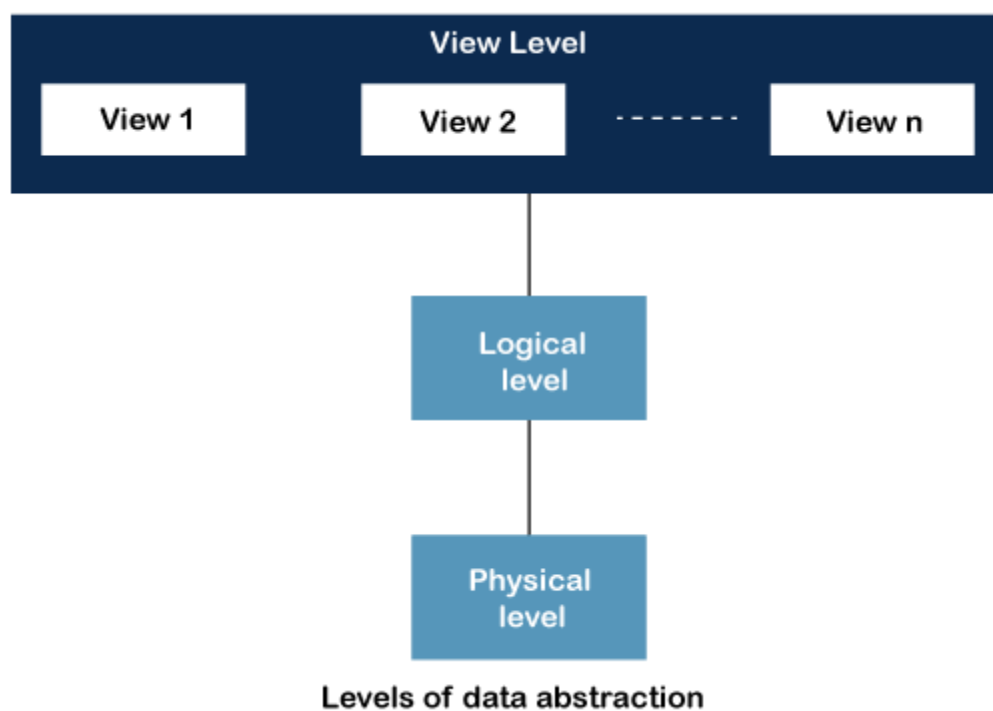 View Level
View 1
View 2
View n
Logical
level
Physical
level
Levels of data abstraction